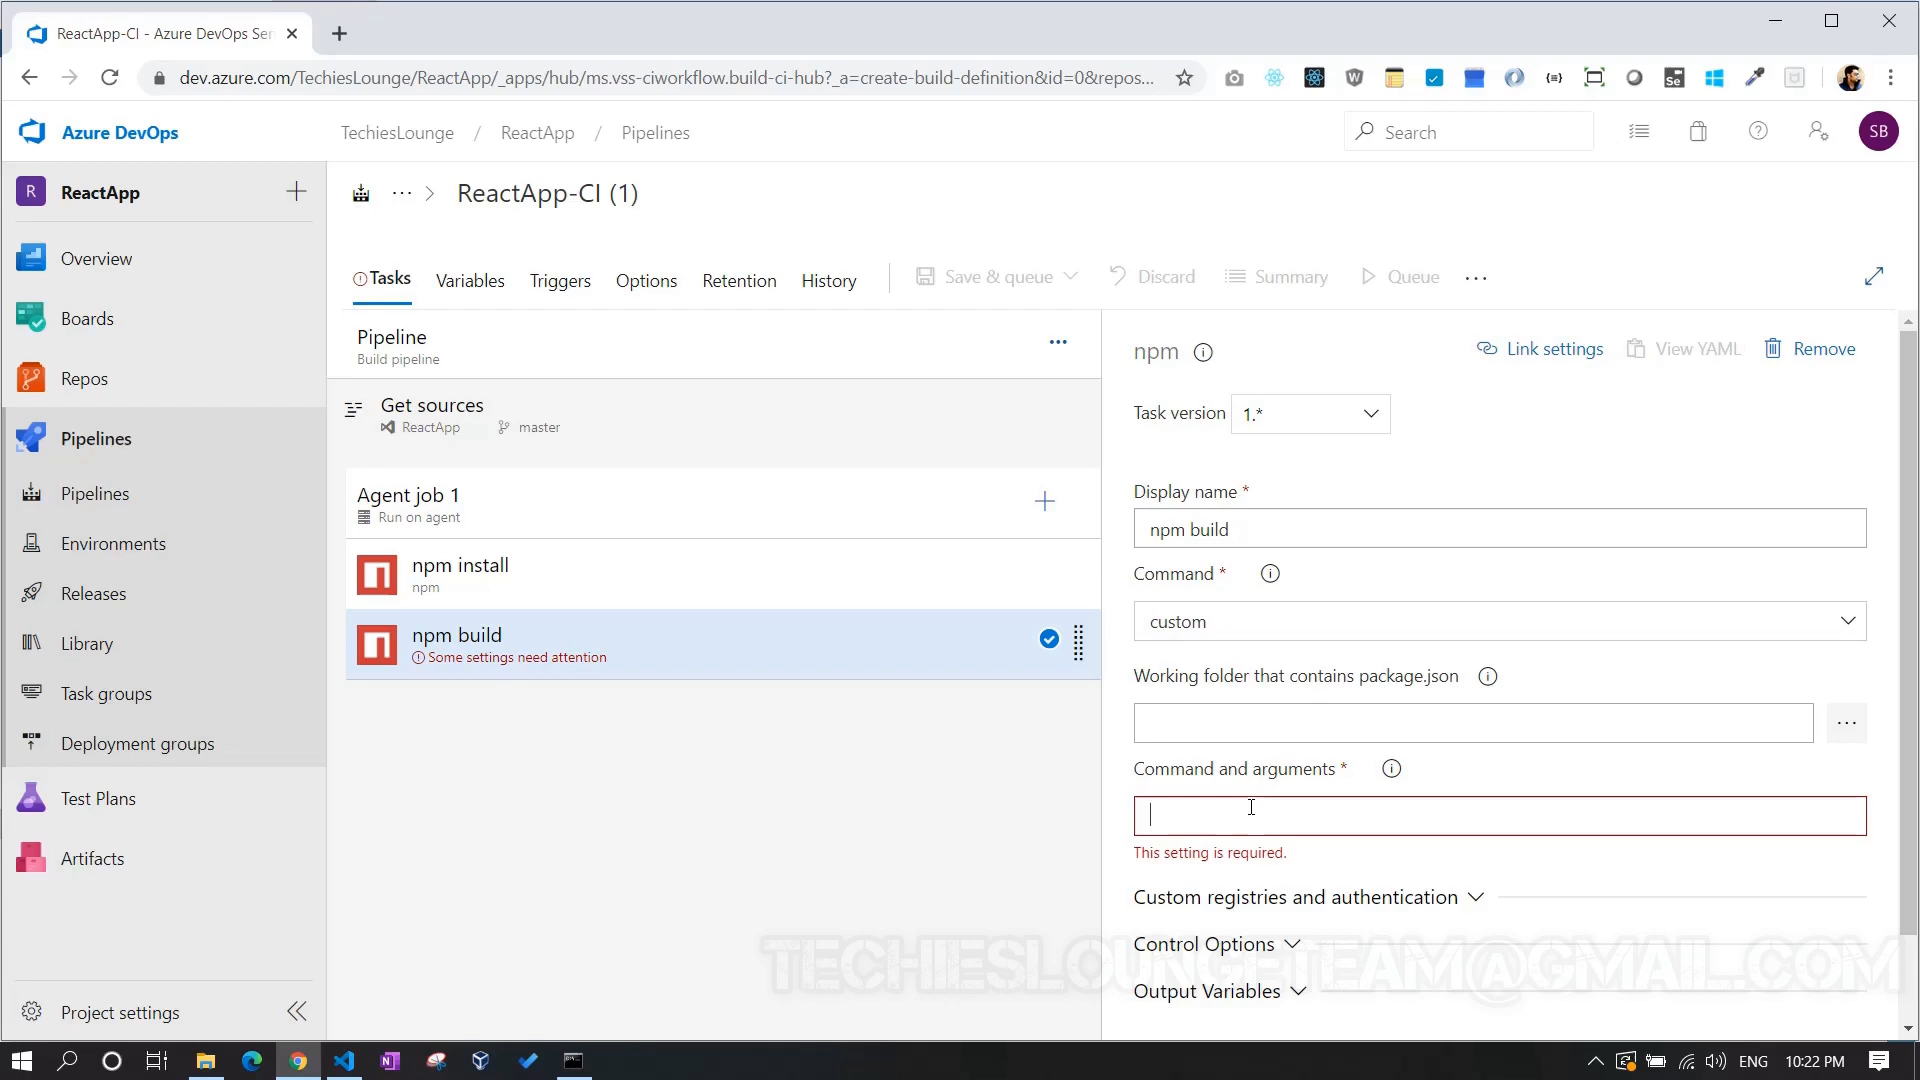 ReactApp-CI - Azure DevOps Ser
dev.azure.com/TechiesLounge/ReactApp/_apps/hub/ms.vss-ciworkflow.build-ci-hub?_a=create-build-definition&id=0&repos...
Azure DevOps
TechiesLounge / ReactApp / Pipelines
Search
SB
R
ReactApp
ReactApp-CI (1)
Overview
Boards
Repos
Pipelines
Pipelines
Environments
Releases
Library
Task groups
Deployment groups
Test Plans
Artifacts
Project settings
Tasks
Variables
Triggers
Options
Retention
History
Save & queue
Discard
Summary
Queue
Pipeline
Build pipeline
Get sources
ReactApp
master
Agent job 1
Run on agent
npm install
npm
npm build
Some settings need attention
npm
Link settings
View YAML
Remove
Task version
1.*
Display name *
npm build
Command *
custom
Working folder that contains package.json
Command and arguments *
This setting is required.
Custom registries and authentication
Control Options
Output Variables
TECHIESLOUNGETEAM@GMAIL.COM
ENG
10:22 PM